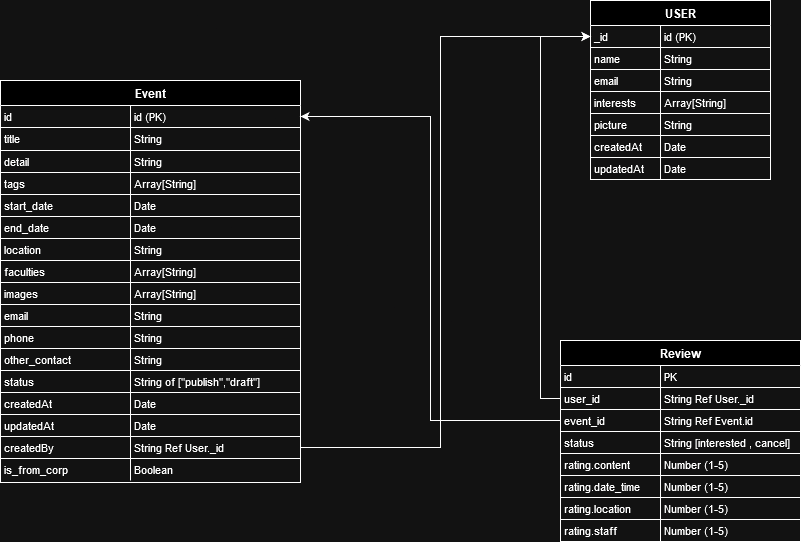 USER
_id id (PK)
name String
email String
interests Array[String]
picture String
createdAt Date
updatedAt Date
Event
id id (PK)
title String
detail String
tags Array[String]
start_date Date
end_date Date
location String
faculties Array[String]
images Array[String]
email String
phone String
other_contact String
status String of ["publish","draft"]
createdAt Date
updatedAt Date
createdBy String Ref User._id
is_from_corp Boolean
Review
id PK
user_id String Ref User._id
event_id String Ref Event.id
status String [interested , cancel]
rating.content Number (1-5)
rating.date_time Number (1-5)
rating.location Number (1-5)
rating.staff Number (1-5)